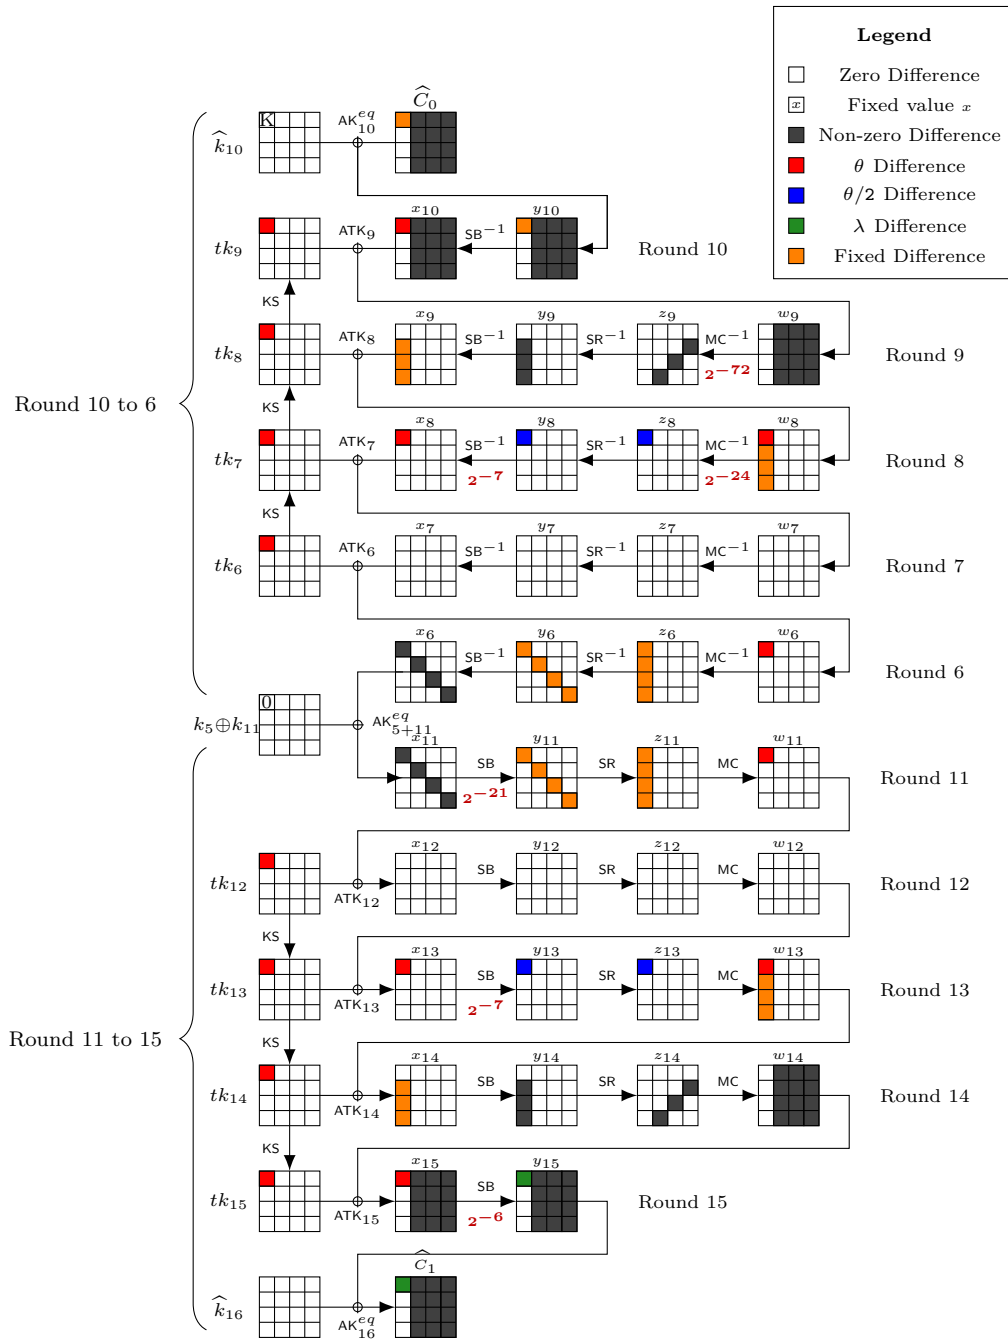 Legend
Zero Difference
x Fixed value x
Non-zero Difference
θ Difference
θ/2 Difference
λ Difference
Fixed Difference
K
k̂₁₀ AK₁₀^eq Ĉ₀
tk₉ ATK₉ x₁₀ SB⁻¹ y₁₀ Round 10
KS
tk₈ ATK₈ x₉ SB⁻¹ y₉ SR⁻¹ z₉ MC⁻¹ w₉ Round 9
2⁻⁷²
Round 10 to 6
KS
tk₇ ATK₇ x₈ SB⁻¹ y₈ SR⁻¹ z₈ MC⁻¹ w₈ Round 8
2⁻⁷ 2⁻²⁴
KS
tk₆ ATK₆ x₇ SB⁻¹ y₇ SR⁻¹ z₇ MC⁻¹ w₇ Round 7
x₆ SB⁻¹ y₆ SR⁻¹ z₆ MC⁻¹ w₆ Round 6
0
k₅⊕k₁₁ AK₅₊₁₁^eq
x₁₁ SB y₁₁ SR z₁₁ MC w₁₁ Round 11
2⁻²¹
tk₁₂ ATK₁₂ x₁₂ SB y₁₂ SR z₁₂ MC w₁₂ Round 12
KS
tk₁₃ ATK₁₃ x₁₃ SB y₁₃ SR z₁₃ MC w₁₃ Round 13
2⁻⁷
Round 11 to 15
KS
tk₁₄ ATK₁₄ x₁₄ SB y₁₄ SR z₁₄ MC w₁₄ Round 14
KS
tk₁₅ ATK₁₅ x₁₅ SB y₁₅ Round 15
2⁻⁶
k̂₁₆ AK₁₆^eq Ĉ₁